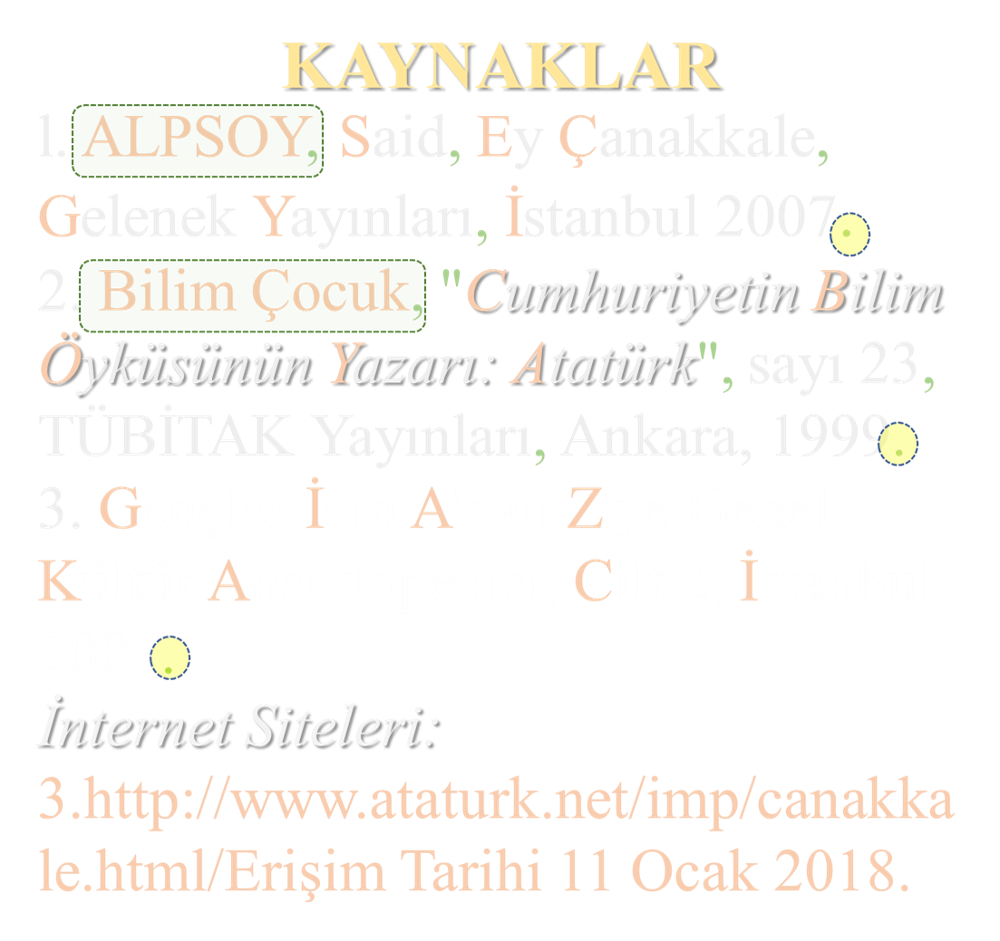 KAYNAKLAR
1. ALPSOY, Said, Ey Çanakkale,
Gelenek Yayınları, İstanbul 2007.
2. Bilim Çocuk, "Cumhuriyetin Bilim
Öyküsünün Yazarı: Atatürk", sayı 23,
TÜBİTAK Yayınları, Ankara, 1999.
3. G İ A Z
K A C İ
.
İnternet Siteleri:
3.http://www.ataturk.net/imp/canakka
le.html/Erişim Tarihi 11 Ocak 2018.